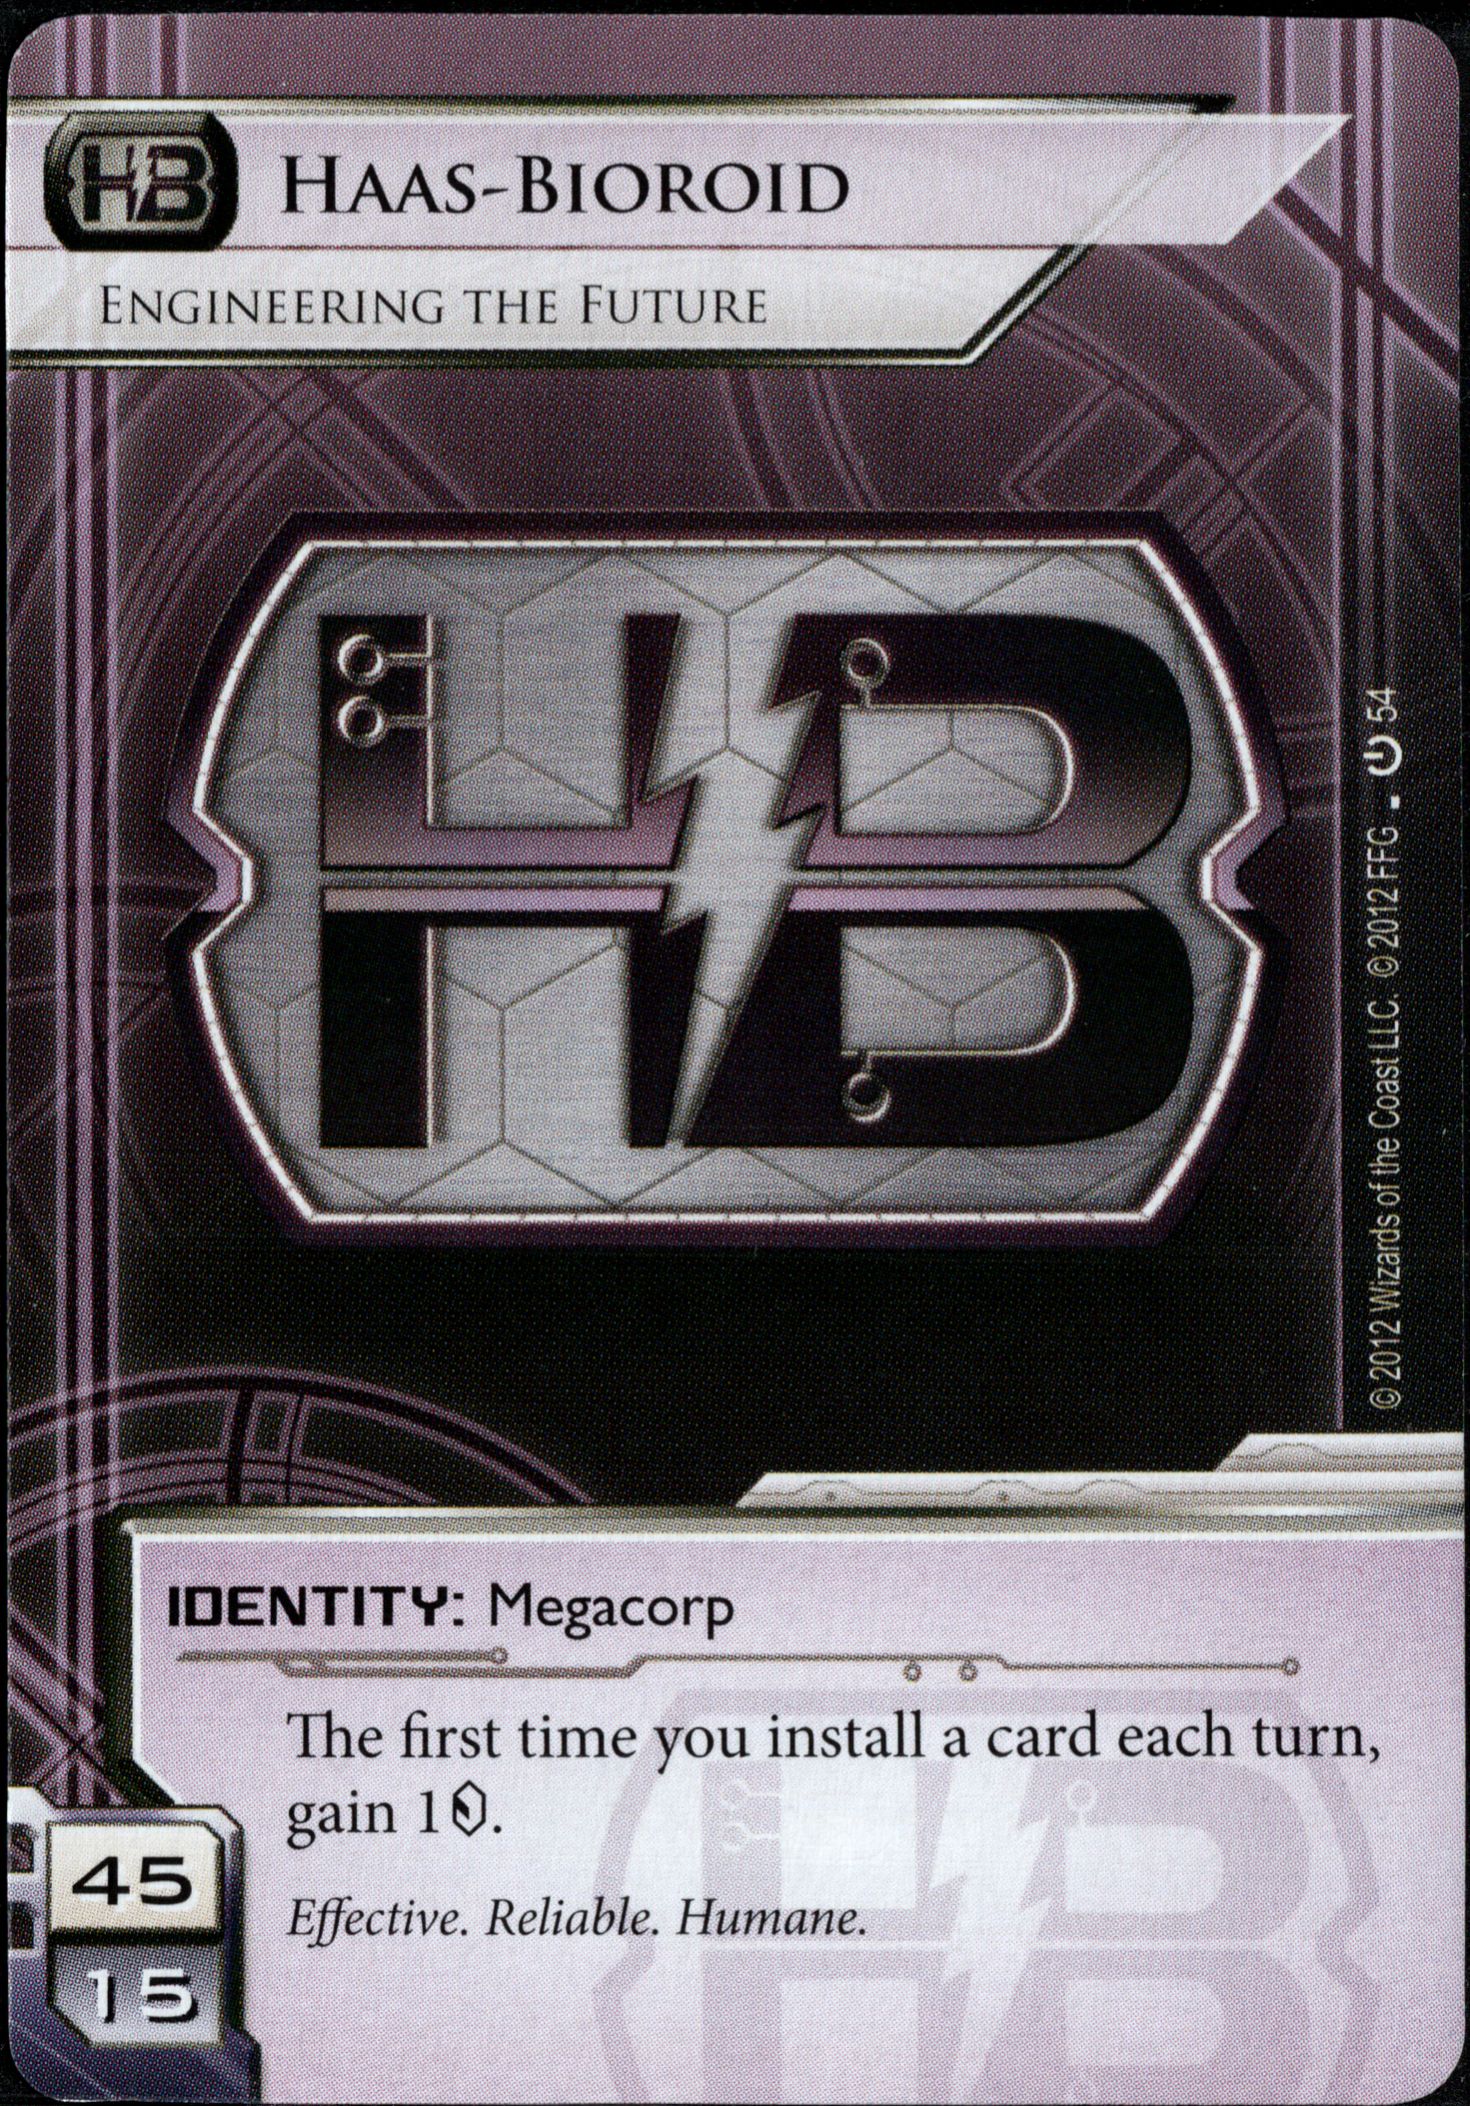 HB
HAAS-BIOROID
ENGINEERING THE FUTURE
HB
© 2012 Wizards of the Coast LLC. © 2012 FFG. 54
IDENTITY: Megacorp
The first time you install a card each turn,
gain 1.
Effective. Reliable. Humane.
45
15